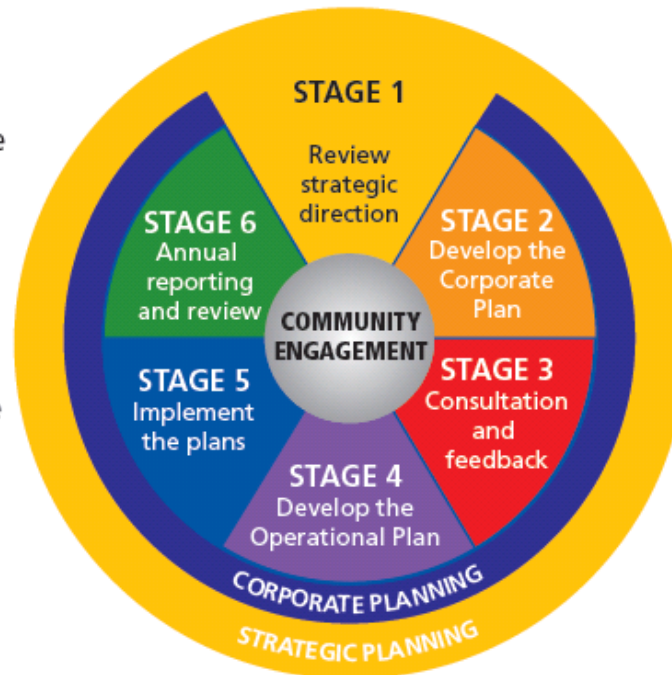 STAGE 1
Review
strategic
direction
STAGE 2
Develop the
Corporate
Plan
STAGE 3
Consultation
and
feedback
STAGE 4
Develop the
Operational Plan
STAGE 5
Implement
the plans
STAGE 6
Annual
reporting
and review
COMMUNITY
ENGAGEMENT
CORPORATE PLANNING
STRATEGIC PLANNING